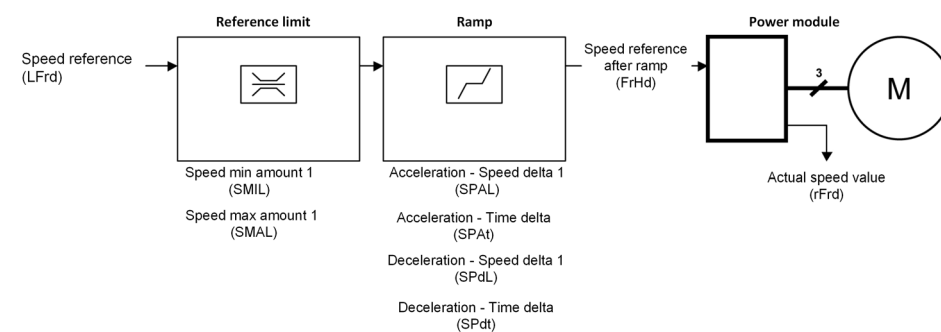 Reference limit
Ramp
Power module
Speed reference
(LFrd)
Speed reference
after ramp
(FrHd)
3
M
Speed min amount 1
(SMIL)
Speed max amount 1
(SMAL)
Acceleration - Speed delta 1
(SPAL)
Acceleration - Time delta
(SPAt)
Deceleration - Speed delta 1
(SPdL)
Deceleration - Time delta
(SPdt)
Actual speed value
(rFrd)